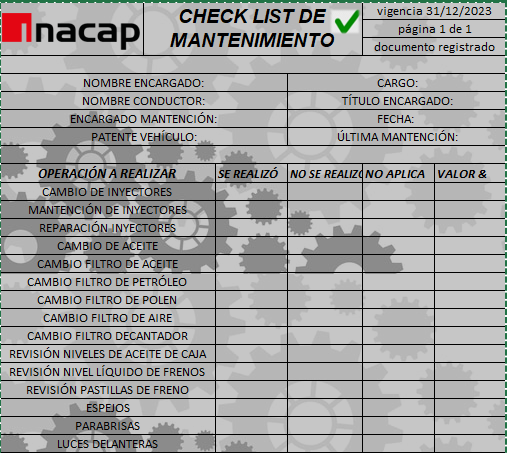 ınacap
CHECK LIST DE
MANTENIMIENTO
vigencia 31/12/2023
página 1 de 1
documento registrado
NOMBRE ENCARGADO: CARGO:
NOMBRE CONDUCTOR: TÍTULO ENCARGADO:
ENCARGADO MANTENCIÓN: FECHA:
PATENTE VEHÍCULO: ÚLTIMA MANTENCIÓN:
OPERACIÓN A REALIZAR SE REALIZÓ NO SE REALIZO NO APLICA VALOR &
CAMBIO DE INYECTORES
MANTENCIÓN DE INYECTORES
REPARACIÓN INYECTORES
CAMBIO DE ACEITE
CAMBIO FILTRO DE ACEITE
CAMBIO FILTRO DE PETRÓLEO
CAMBIO FILTRO DE POLEN
CAMBIO FILTRO DE AIRE
CAMBIO FILTRO DECANTADOR
REVISIÓN NIVELES DE ACEITE DE CAJA
REVISIÓN NIVEL LÍQUIDO DE FRENOS
REVISIÓN PASTILLAS DE FRENO
ESPEJOS
PARABRISAS
LUCES DELANTERAS